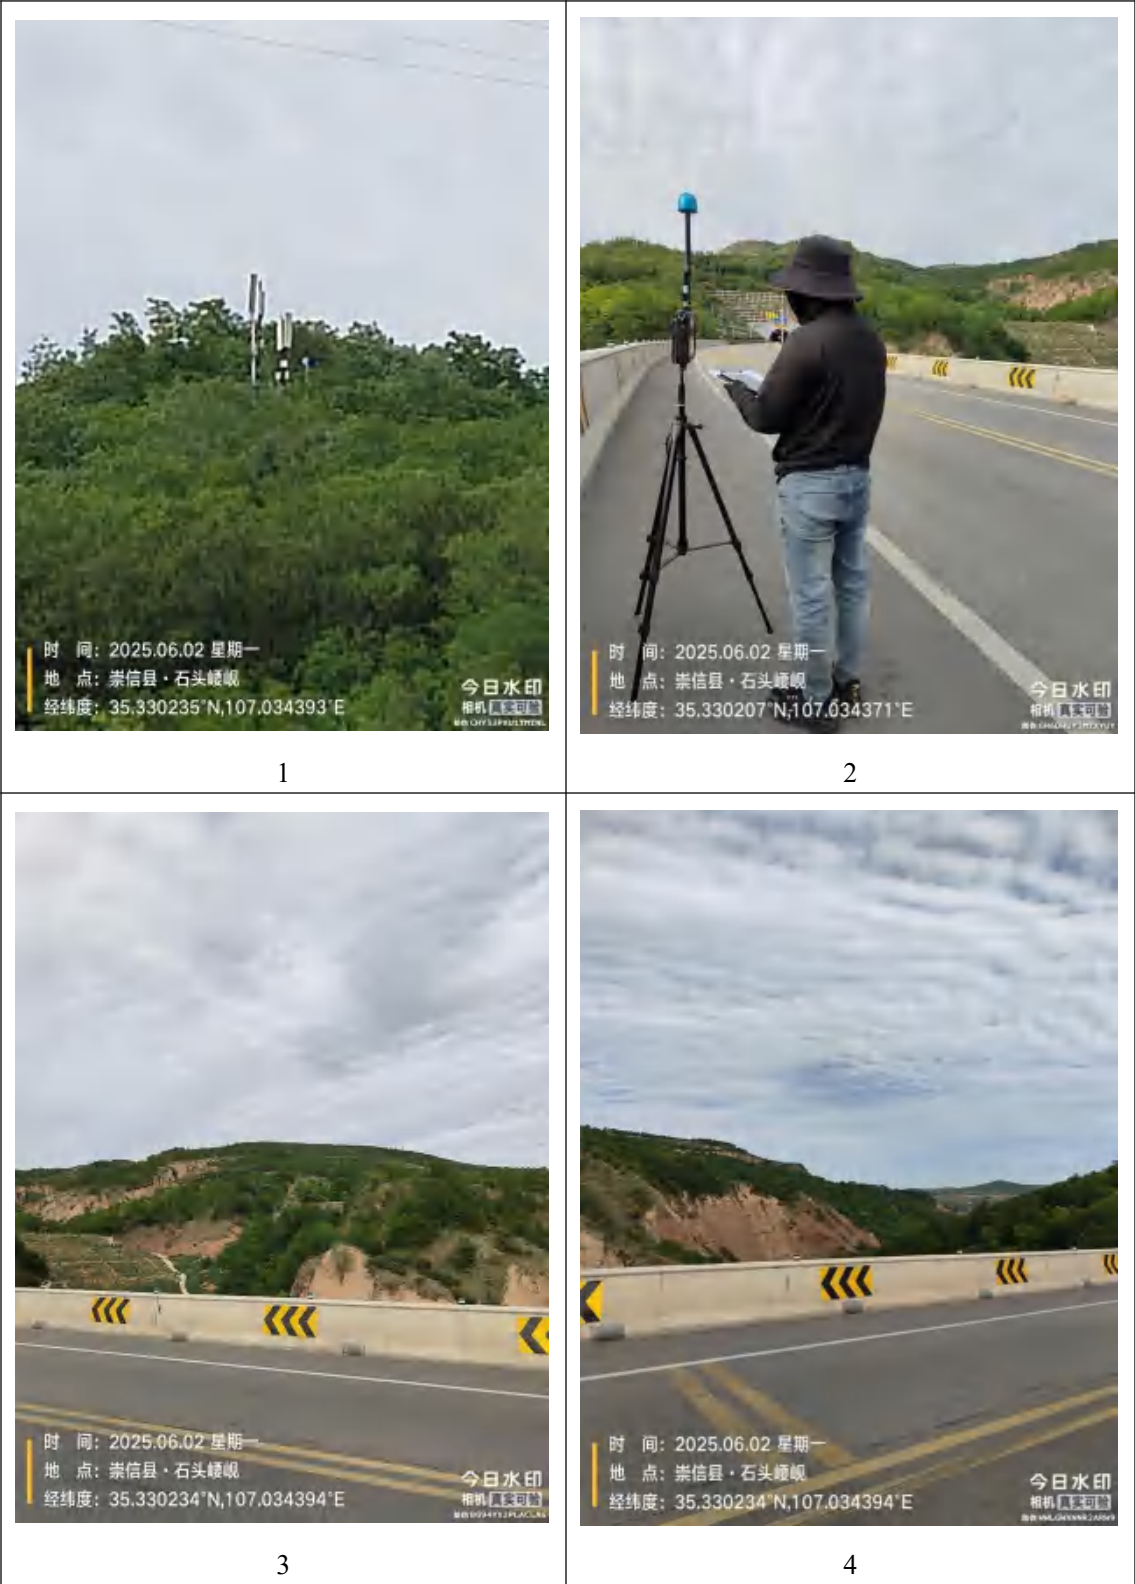 时 间：2025.06.02 星期一
地 点：崇信县·石头崾岘
经纬度：35.330235°N,107.034393°E
今日水印
相机 真实可验
1
时 间：2025.06.02 星期一
地 点：崇信县·石头崾岘
经纬度：35.330207°N,107.034371°E
今日水印
相机 真实可验
2
时 间：2025.06.02 星期一
地 点：崇信县·石头崾岘
经纬度：35.330234°N,107.034394°E
今日水印
相机 真实可验
3
时 间：2025.06.02 星期一
地 点：崇信县·石头崾岘
经纬度：35.330234°N,107.034394°E
今日水印
相机 真实可验
4